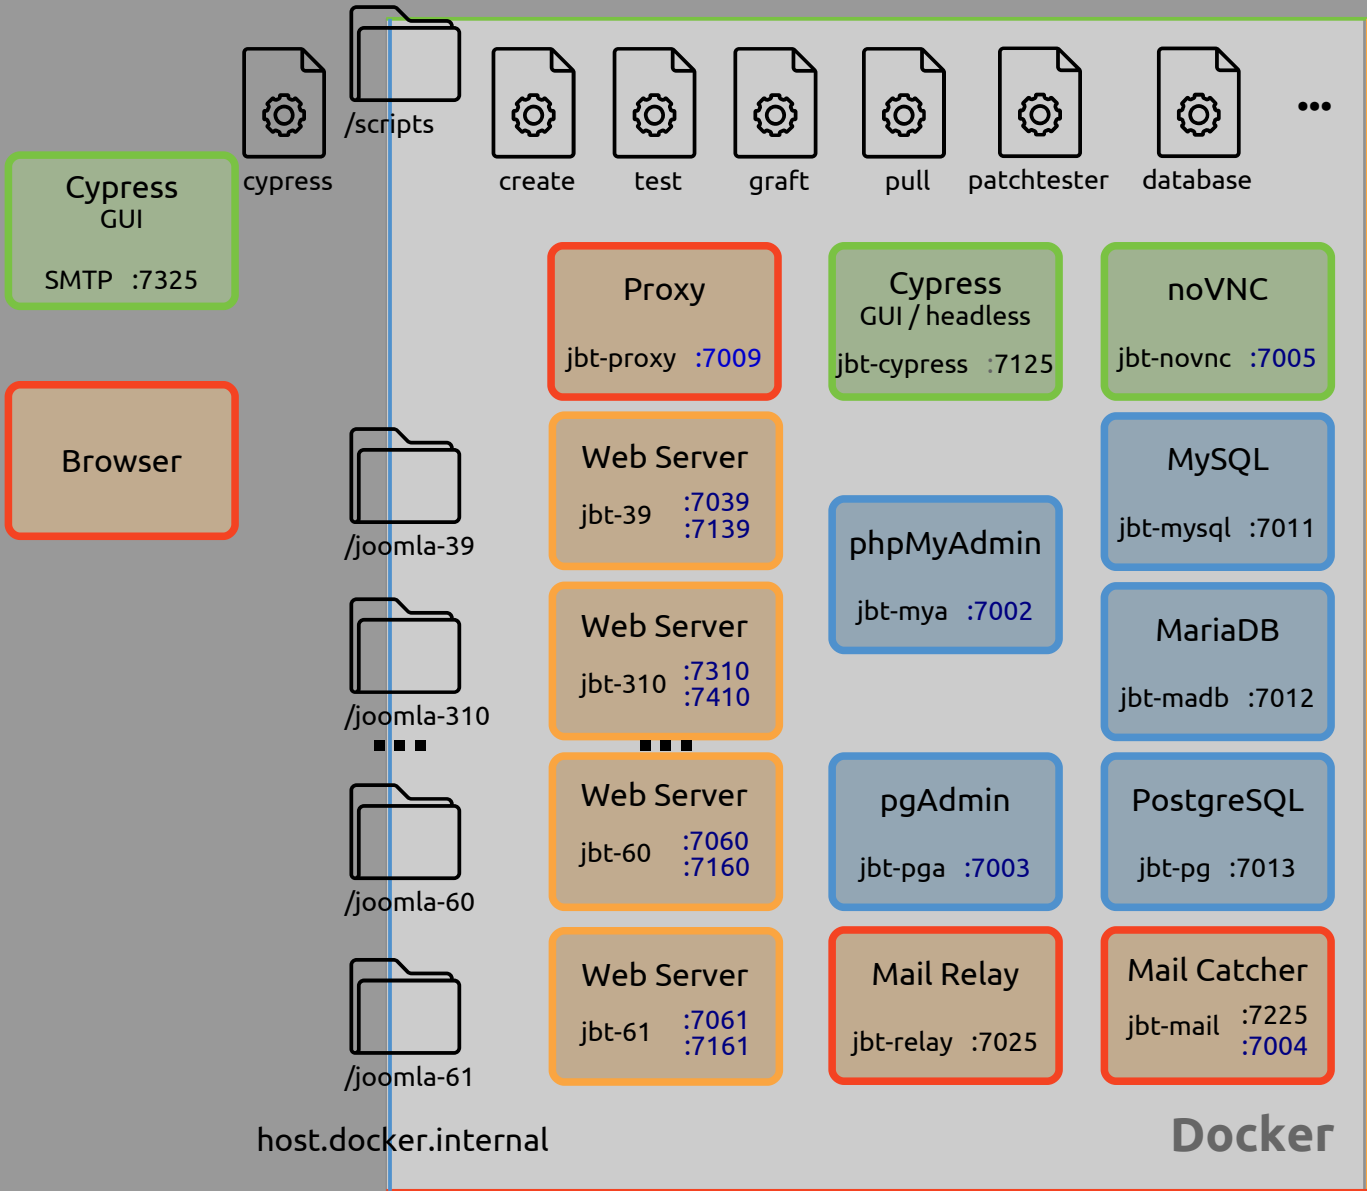 /scripts
cypress
create
test
graft
pull
patchtester
database
...
Cypress
GUI
SMTP :7325
Browser
Proxy
jbt-proxy :7009
Cypress
GUI / headless
jbt-cypress :7125
noVNC
jbt-novnc :7005
/joomla-39
Web Server
jbt-39 :7039
:7139
phpMyAdmin
jbt-mya :7002
MySQL
jbt-mysql :7011
/joomla-310
...
Web Server
jbt-310 :7310
:7410
...
MariaDB
jbt-madb :7012
/joomla-60
Web Server
jbt-60 :7060
:7160
pgAdmin
jbt-pga :7003
PostgreSQL
jbt-pg :7013
/joomla-61
Web Server
jbt-61 :7061
:7161
Mail Relay
jbt-relay :7025
Mail Catcher
jbt-mail :7225
:7004
host.docker.internal
Docker